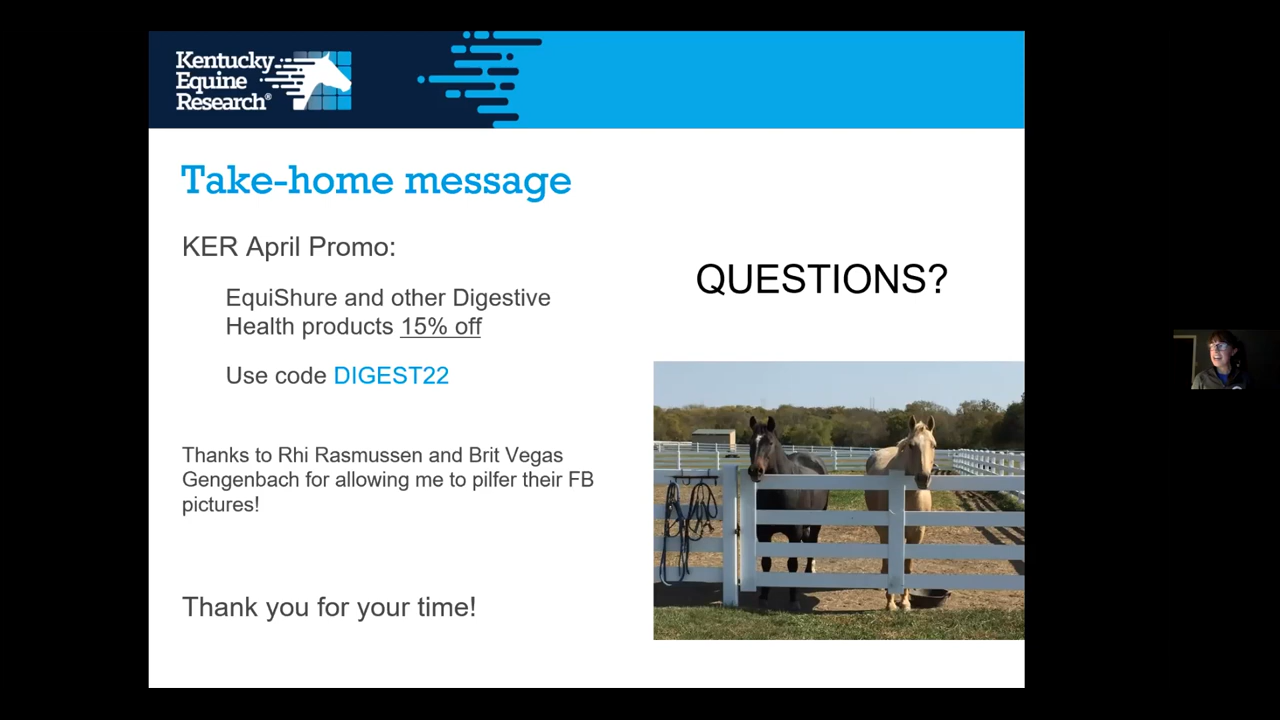 Kentucky
Equine
Research®
Take-home message
KER April Promo:
EquiShure and other Digestive
Health products 15% off
Use code DIGEST22
Thanks to Rhi Rasmussen and Brit Vegas
Gengenbach for allowing me to pilfer their FB
pictures!
Thank you for your time!
QUESTIONS?